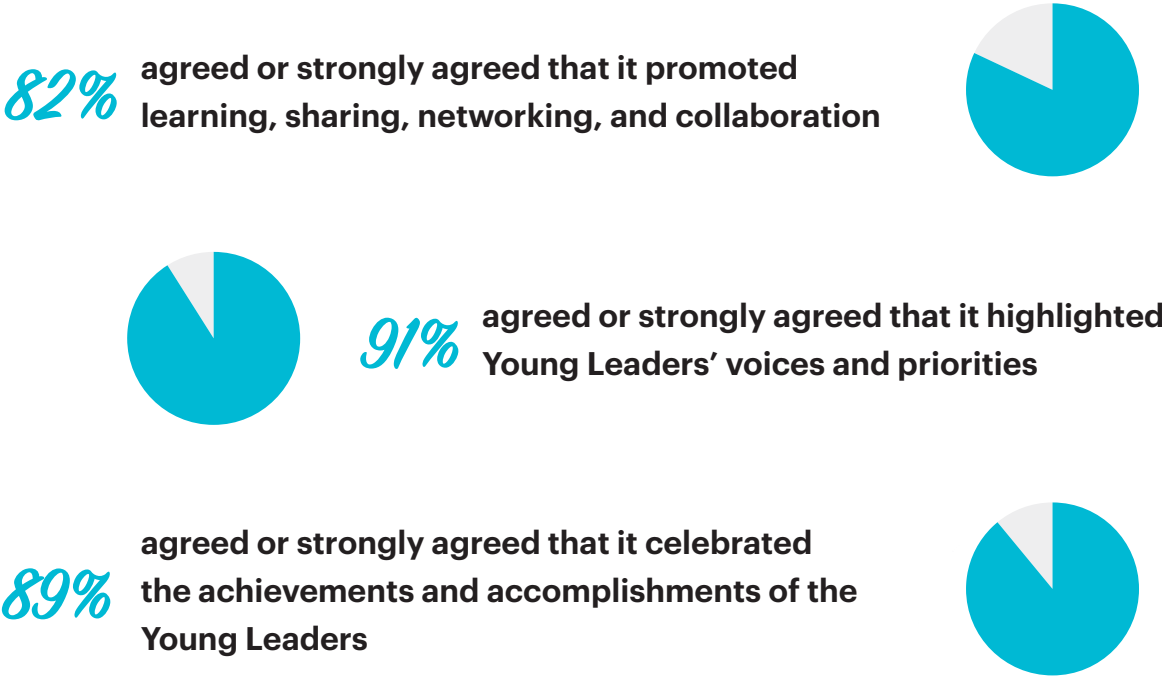 82%
agreed or strongly agreed that it promoted
learning, sharing, networking, and collaboration
91%
agreed or strongly agreed that it highlighted
Young Leaders’ voices and priorities
89%
agreed or strongly agreed that it celebrated
the achievements and accomplishments of the
Young Leaders